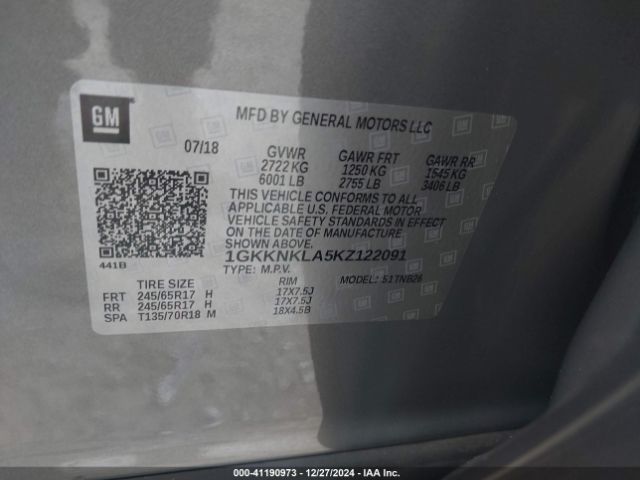 GM
MFD BY GENERAL MOTORS LLC
07/18 GVWR GAWR FRT GAWR RR
2722 KG 1250 KG 1545 KG
6001 LB 2755 LB 3406 LB
THIS VEHICLE CONFORMS TO ALL
APPLICABLE U.S. FEDERAL MOTOR
VEHICLE SAFETY STANDARDS IN
EFFECT ON THE DATE OF MANUFACTURE
SHOWN ABOVE.
1GKKNKLA5KZ122091
441B TYPE: M.P.V. MODEL: 51TNB26
TIRE SIZE RIM
FRT 245/65R17 H 17X7.5J
RR 245/65R17 H 17X7.5J
SPA T135/70R18 M 18X4.5B
000-41190973 - 12/27/2024 - IAA Inc.